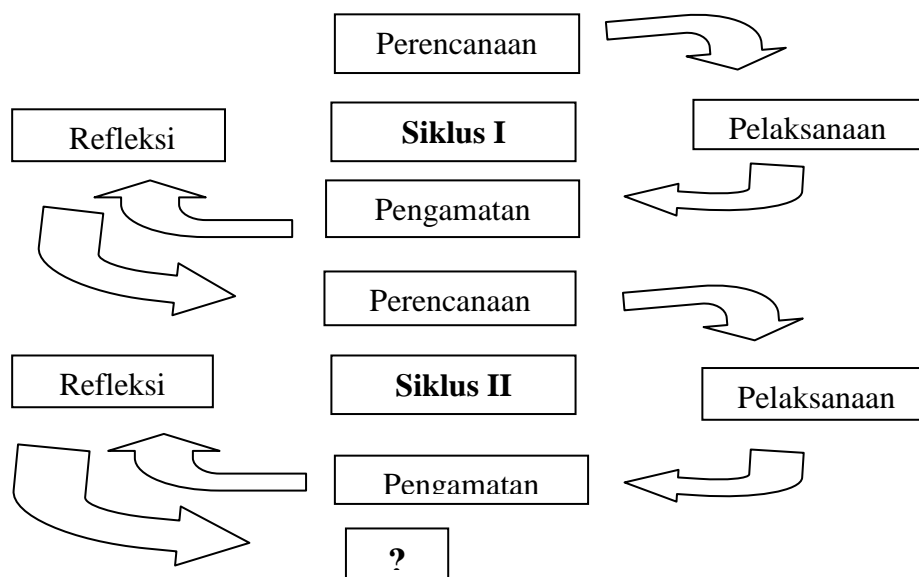 Perencanaan
Refleksi
Siklus I
Pelaksanaan
Pengamatan
Perencanaan
Refleksi
Siklus II
Pelaksanaan
Pengamatan
?